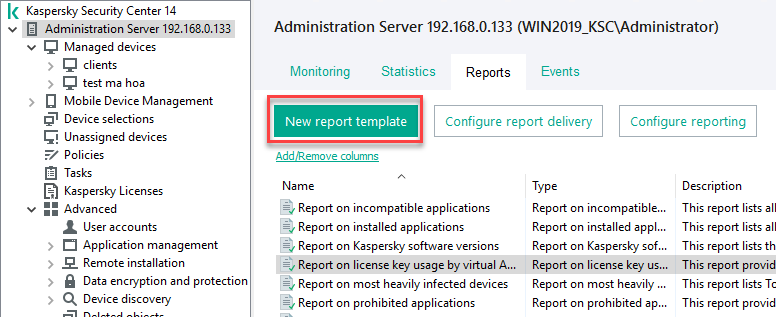 Kaspersky Security Center 14
Administration Server 192.168.0.133
Managed devices
clients
test ma hoa
Mobile Device Management
Device selections
Unassigned devices
Policies
Tasks
Kaspersky Licenses
Advanced
User accounts
Application management
Remote installation
Data encryption and protection
Device discovery
Deleted objects
Administration Server 192.168.0.133 (WIN2019_KSC\Administrator)
Monitoring Statistics Reports Events
New report template Configure report delivery Configure reporting
Add/Remove columns
Name Type Description
Report on incompatible applications Report on incompatible... This report lists all
Report on installed applications Report on installed appl... This report lists all
Report on Kaspersky software versions Report on Kaspersky sof... This report lists th
Report on license key usage by virtual A... Report on license key us... This report provid
Report on most heavily infected devices Report on most heavily ... This report lists To
Report on prohibited applications Report on prohibited ap... This report provid